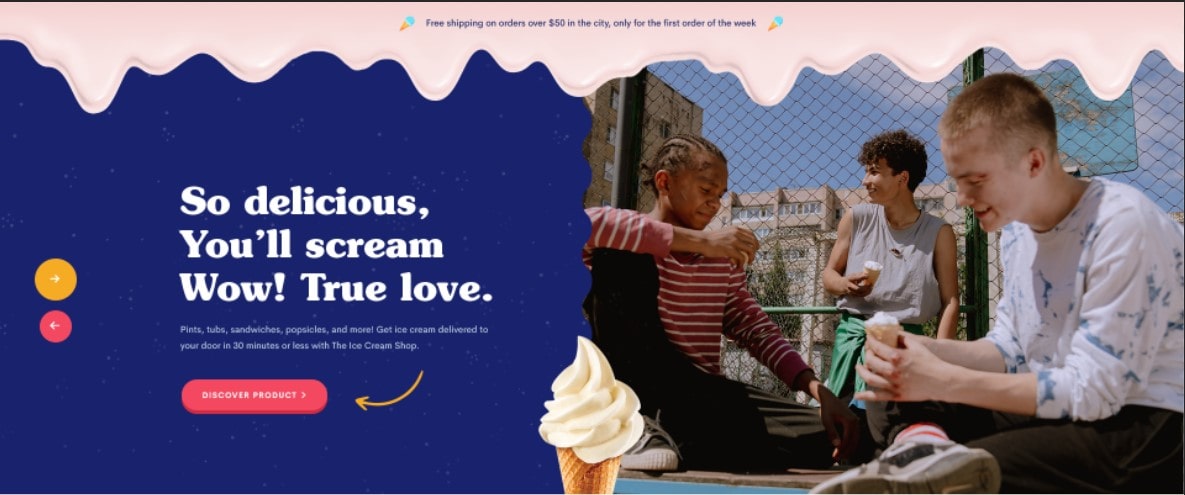 Free shipping on orders over $50 in the city, only for the first order of the week
So delicious,
You’ll scream
Wow! True love.
Pints, tubs, sandwiches, popsicles, and more! Get ice cream delivered to
your door in 30 minutes or less with The Ice Cream Shop.
DISCOVER PRODUCT >